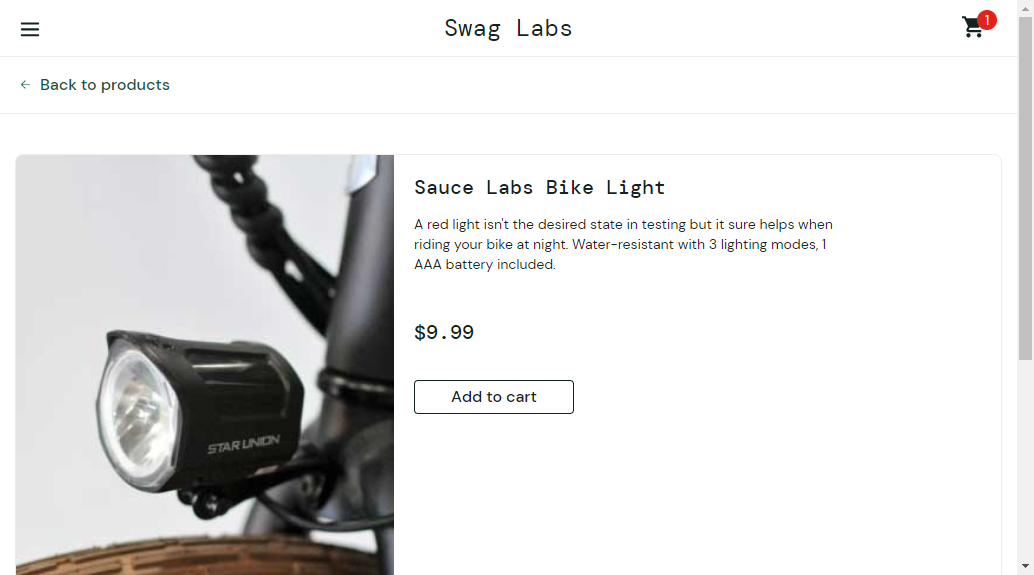 Swag Labs
1
Back to products
Sauce Labs Bike Light
A red light isn't the desired state in testing but it sure helps when
riding your bike at night. Water-resistant with 3 lighting modes, 1
AAA battery included.
$9.99
Add to cart
STAR UNION